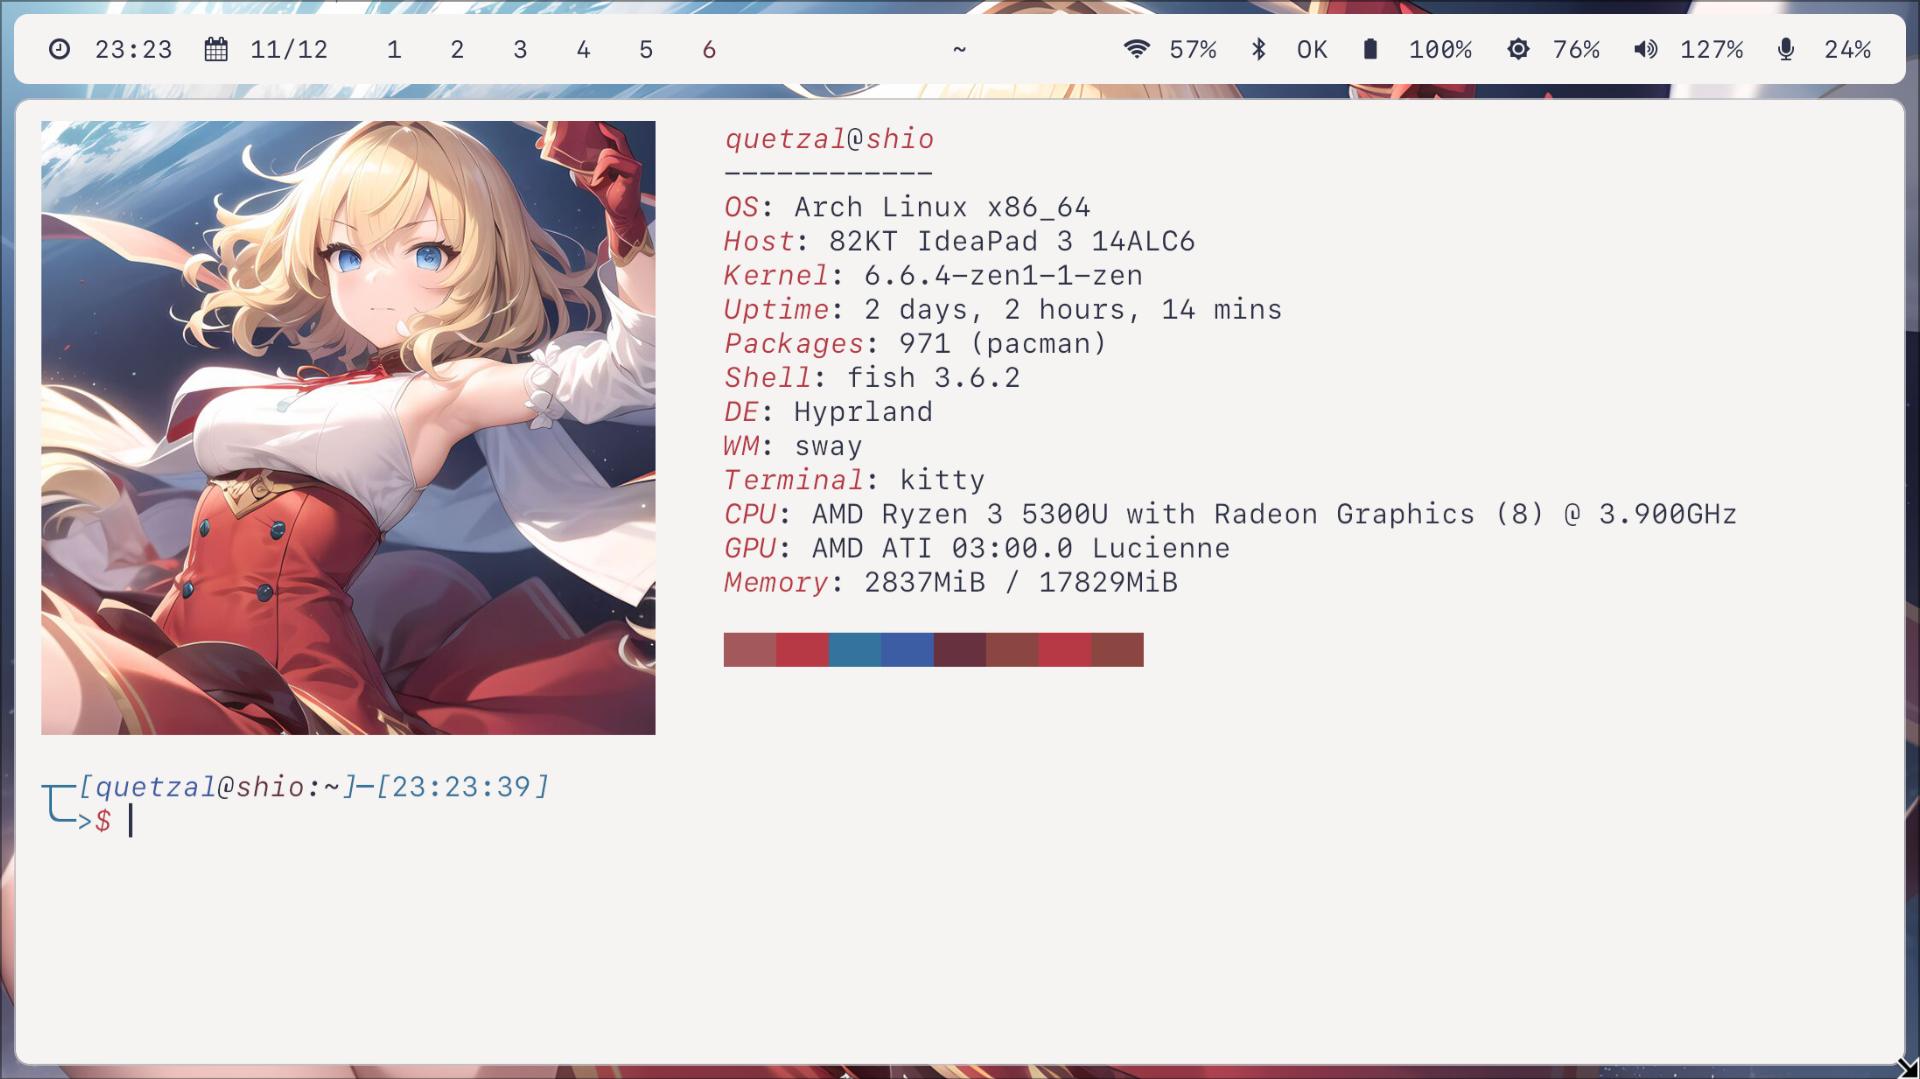 23:23 11/12 1 2 3 4 5 6 ~ 57% OK 100% 76% 127% 24%
quetzal@shio
------------
OS: Arch Linux x86_64
Host: 82KT IdeaPad 3 14ALC6
Kernel: 6.6.4-zen1-1-zen
Uptime: 2 days, 2 hours, 14 mins
Packages: 971 (pacman)
Shell: fish 3.6.2
DE: Hyprland
WM: sway
Terminal: kitty
CPU: AMD Ryzen 3 5300U with Radeon Graphics (8) @ 3.900GHz
GPU: AMD ATI 03:00.0 Lucienne
Memory: 2837MiB / 17829MiB
┬─[quetzal@shio:~]─[23:23:39]
╰─>$